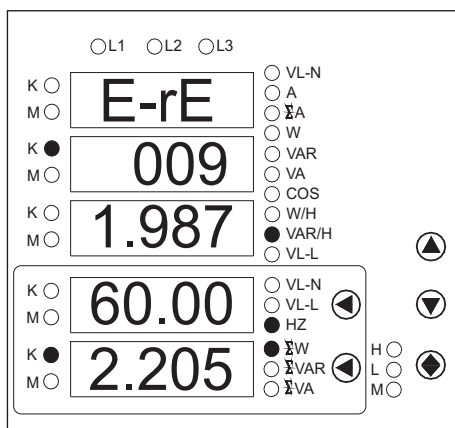 L1 L2 L3
K
M
E-rE
K
M
009
K
M
1.987
VL-N
A
ΣA
W
VAR
VA
COS
W/H
VAR/H
VL-L
K
M
60.00
VL-N
VL-L
HZ
K
M
2.205
ΣW
ΣVAR
ΣVA
H
L
M